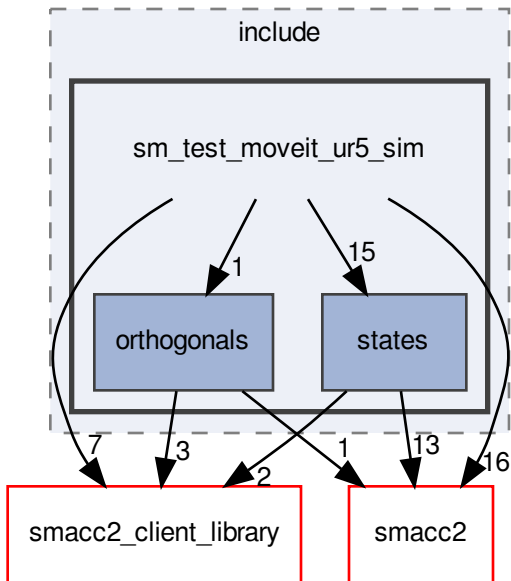 include
sm_test_moveit_ur5_sim
1
15
orthogonals
states
7
3
2
1
13
16
smacc2_client_library
smacc2